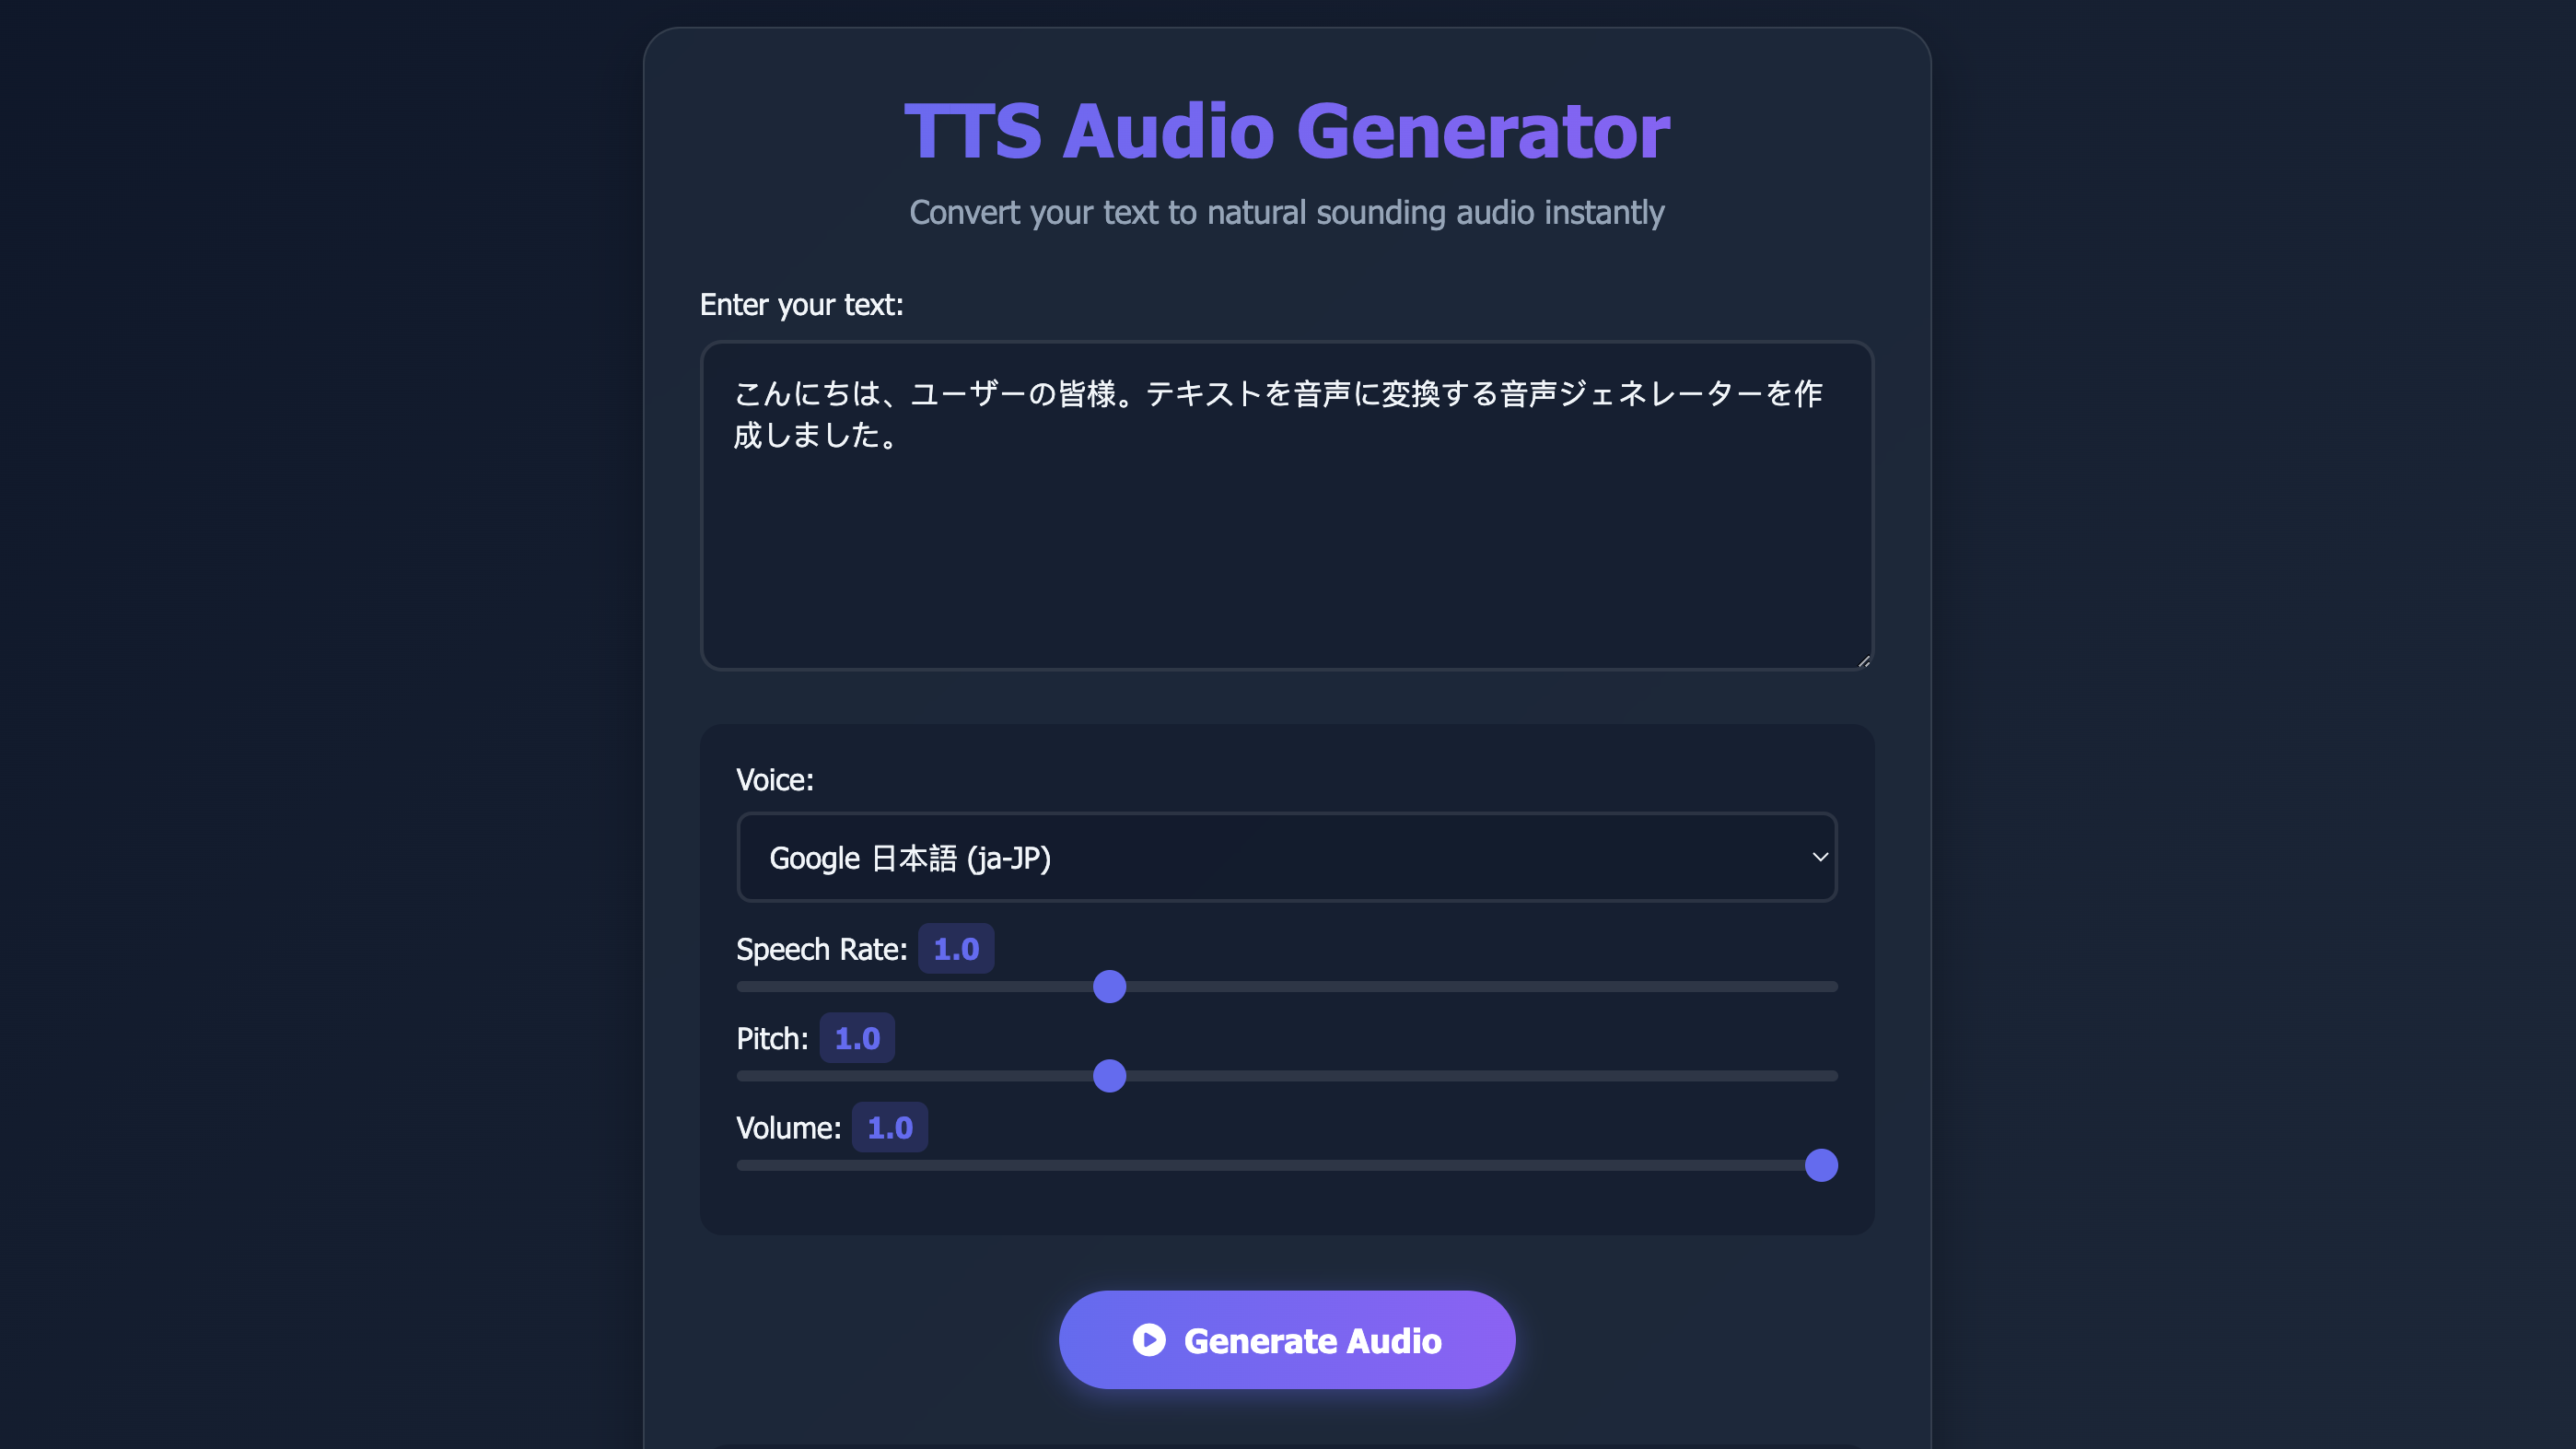 TTS Audio Generator
Convert your text to natural sounding audio instantly
Enter your text:
こんにちは、ユーザーの皆様。テキストを音声に変換する音声ジェネレーターを作
成しました。
Voice:
Google 日本語 (ja-JP)
Speech Rate: 1.0
Pitch: 1.0
Volume: 1.0
Generate Audio